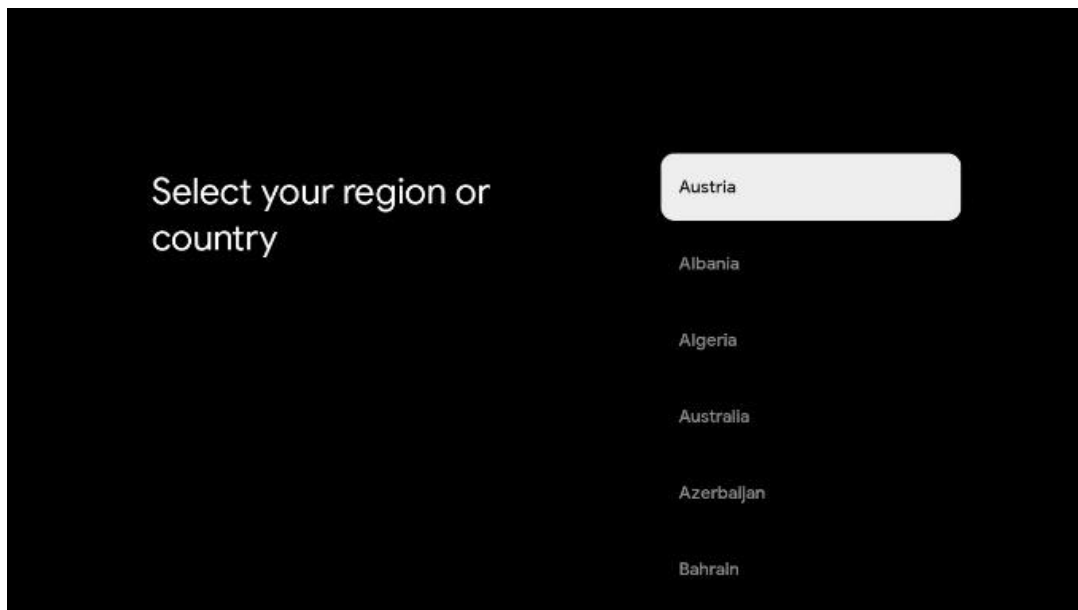 Select your region or
country
Austria
Albania
Algeria
Australia
Azerbaijan
Bahrain